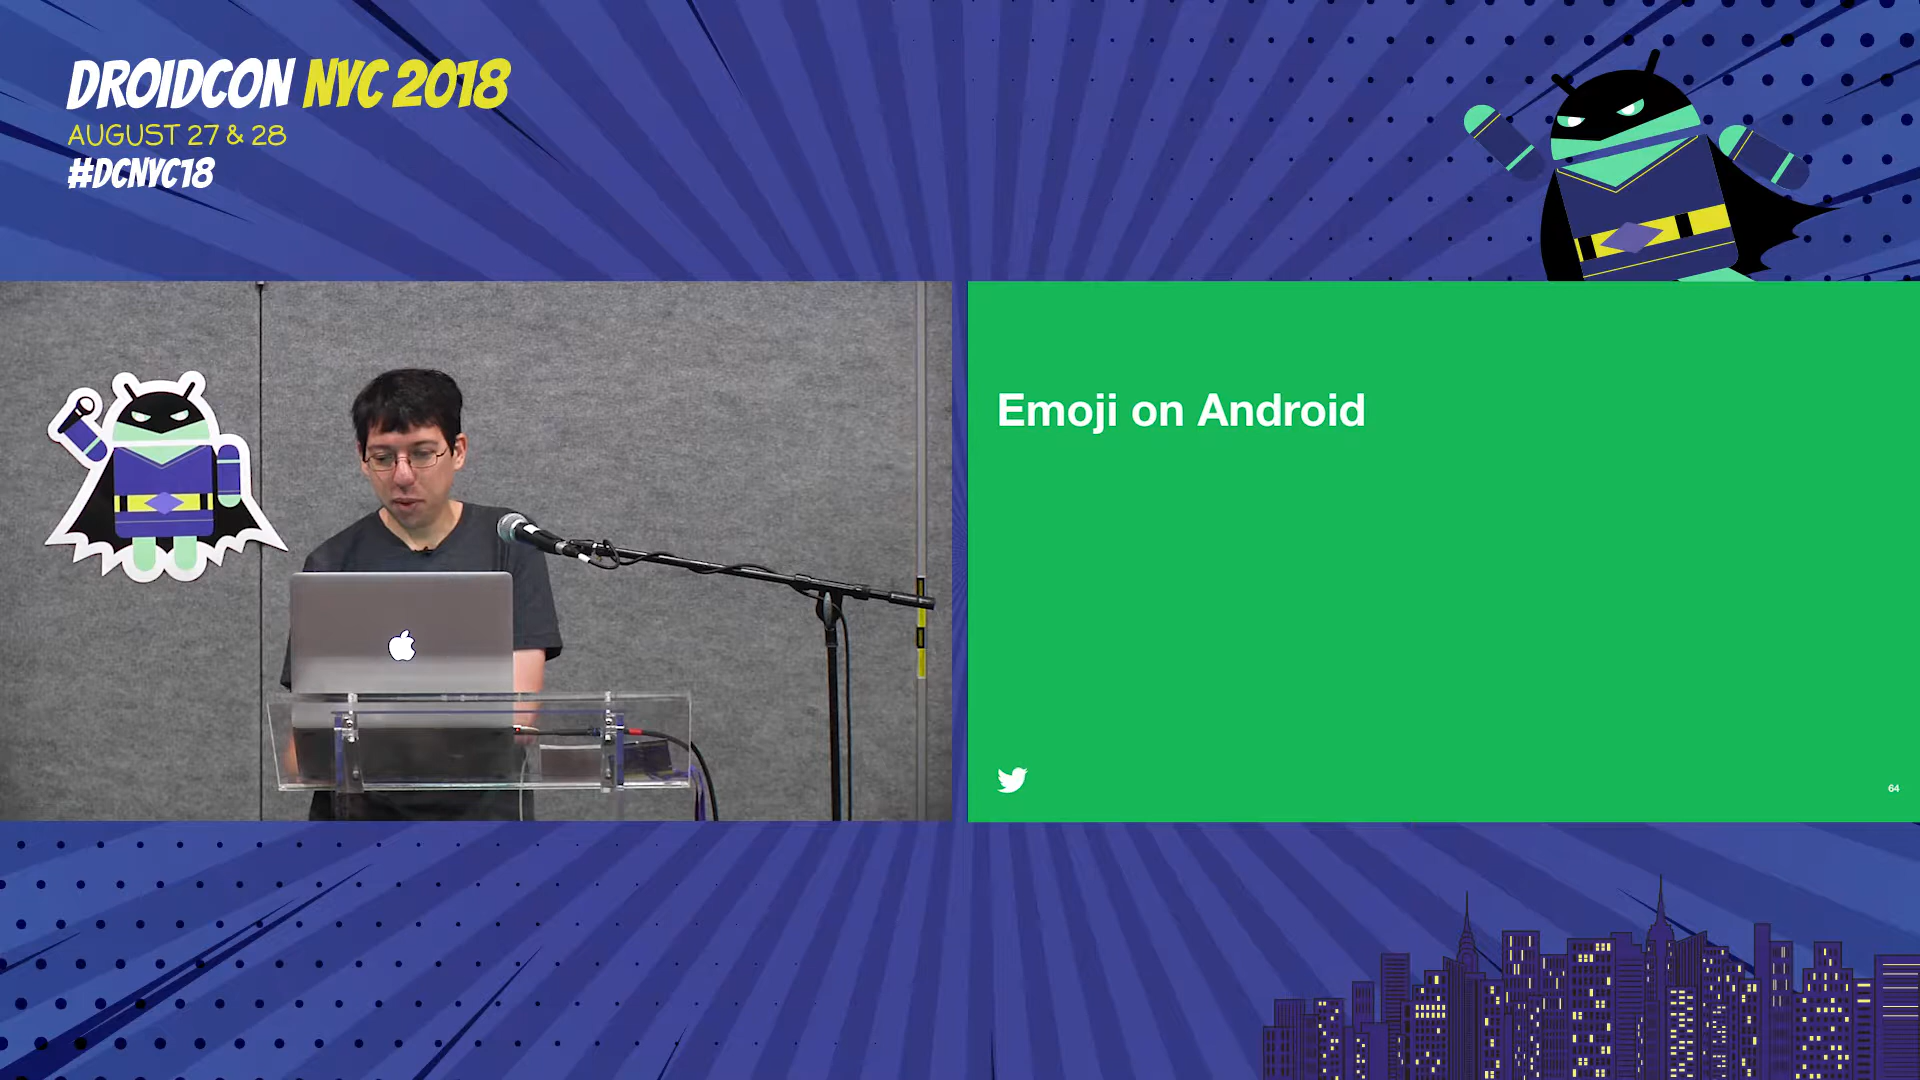 DROIDCON NYC 2018
AUGUST 27 & 28
#DCNYC18
Emoji on Android
64